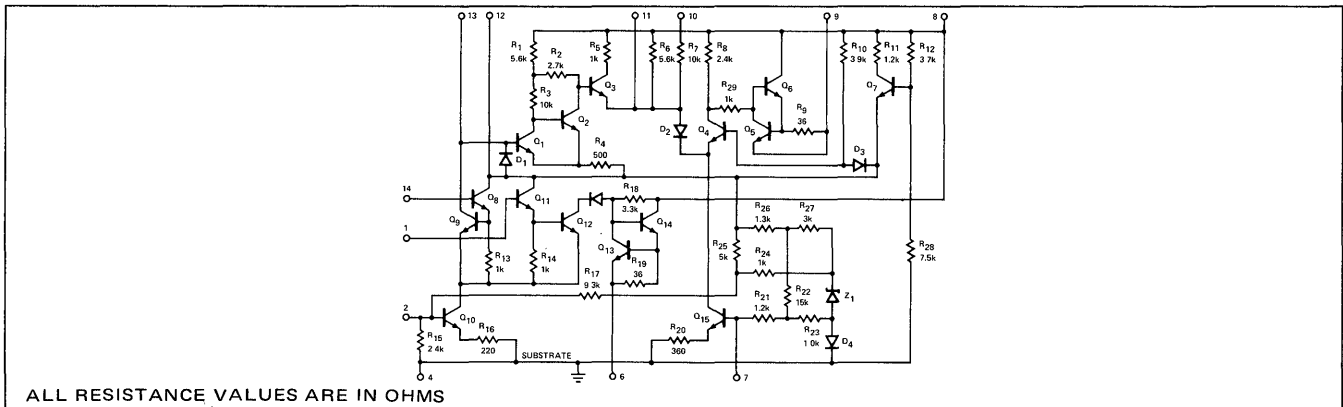 13 12 11 10 9 8
R1 5.6k
R2 2.7k
R3 10k
R4 500
R5 1k
R6 5.6k
R7 10k
R8 2.4k
R29 1k
R9 36
R10 3 9k
R11 1.2k
R12 3 7k
Q1
Q2
Q3
Q4
Q5
Q6
Q7
D1
D2
D3
14
1
Q8
Q9
Q11
Q12
Q13
Q14
R18 3.3k
R19 36
R13 1k
R14 1k
R17 9 3k
R25 5k
R26 1.3k
R27 3k
R24 1k
R28 7.5k
R22 15k
R21 1.2k
R23 1 0k
Z1
D4
2
Q10
Q15
R15 2 4k
R16 220
R20 360
SUBSTRATE
4 6 7
ALL RESISTANCE VALUES ARE IN OHMS